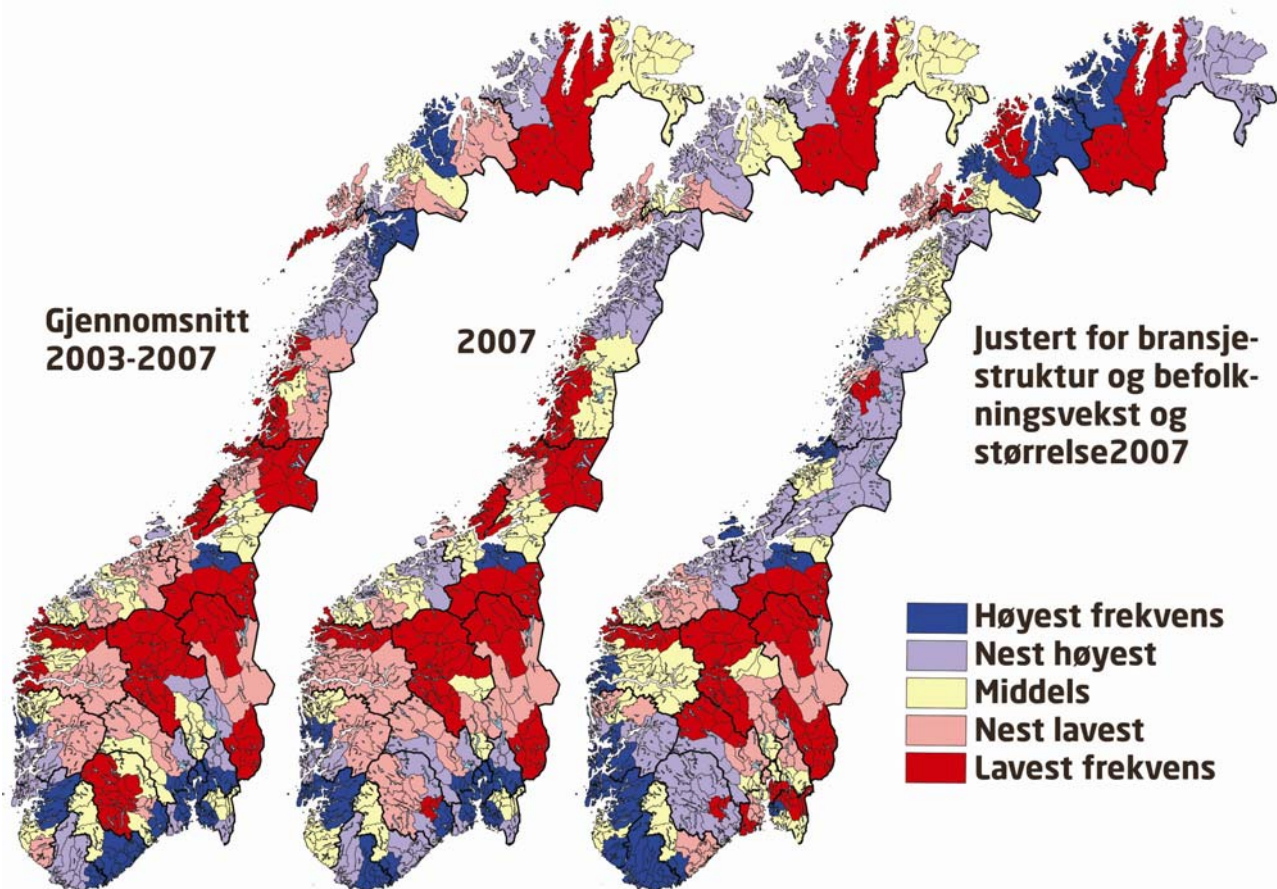 Gjennomsnitt
2003-2007
2007
Justert for bransje-
struktur og befolk-
ningsvekst og
størrelse2007
Høyest frekvens
Nest høyest
Middels
Nest lavest
Lavest frekvens